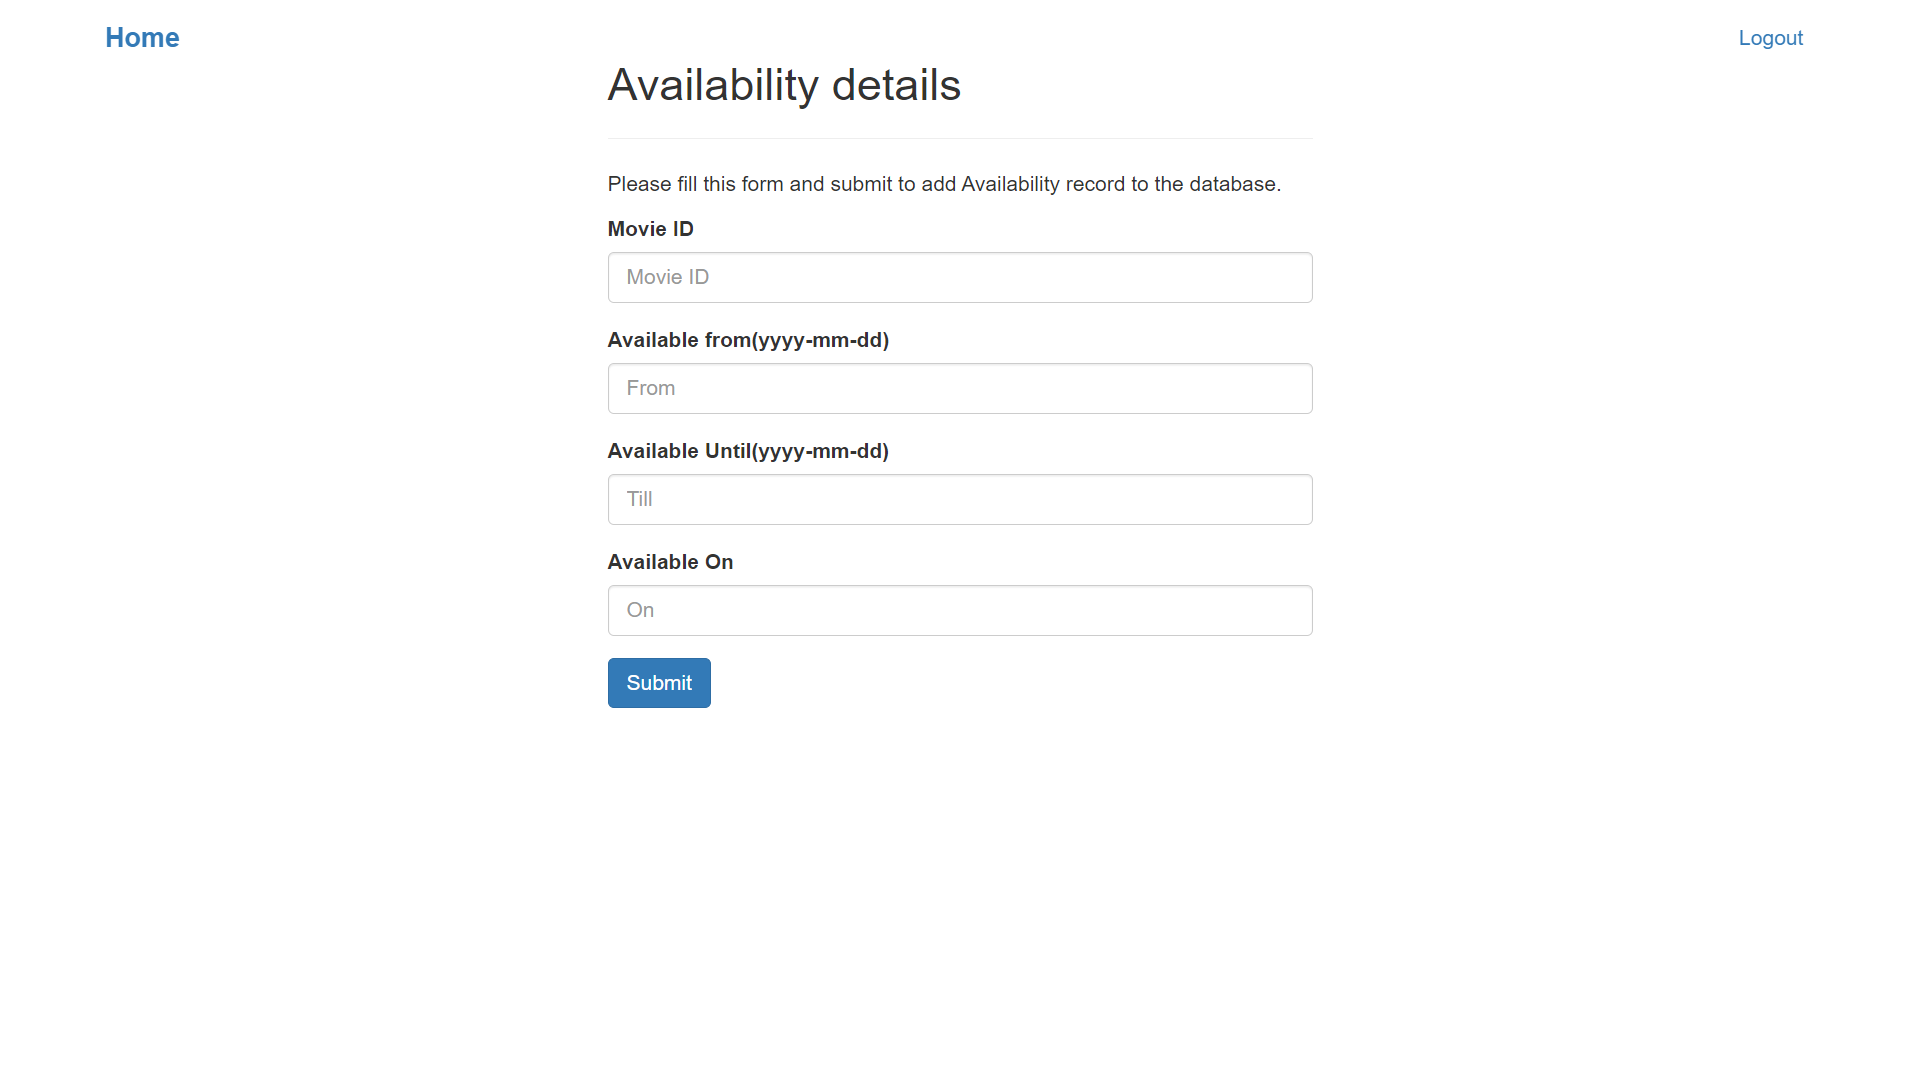 Home
Logout
Availability details
Please fill this form and submit to add Availability record to the database.
Movie ID
Movie ID
Available from(yyyy-mm-dd)
From
Available Until(yyyy-mm-dd)
Till
Available On
On
Submit